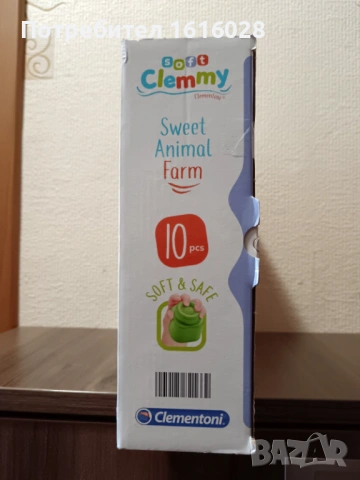 Потребител 1616028
soft
Clemmy
Clementoni
Sweet
Animal
Farm
10 pcs
SOFT & SAFE
Clementoni
BAZAR